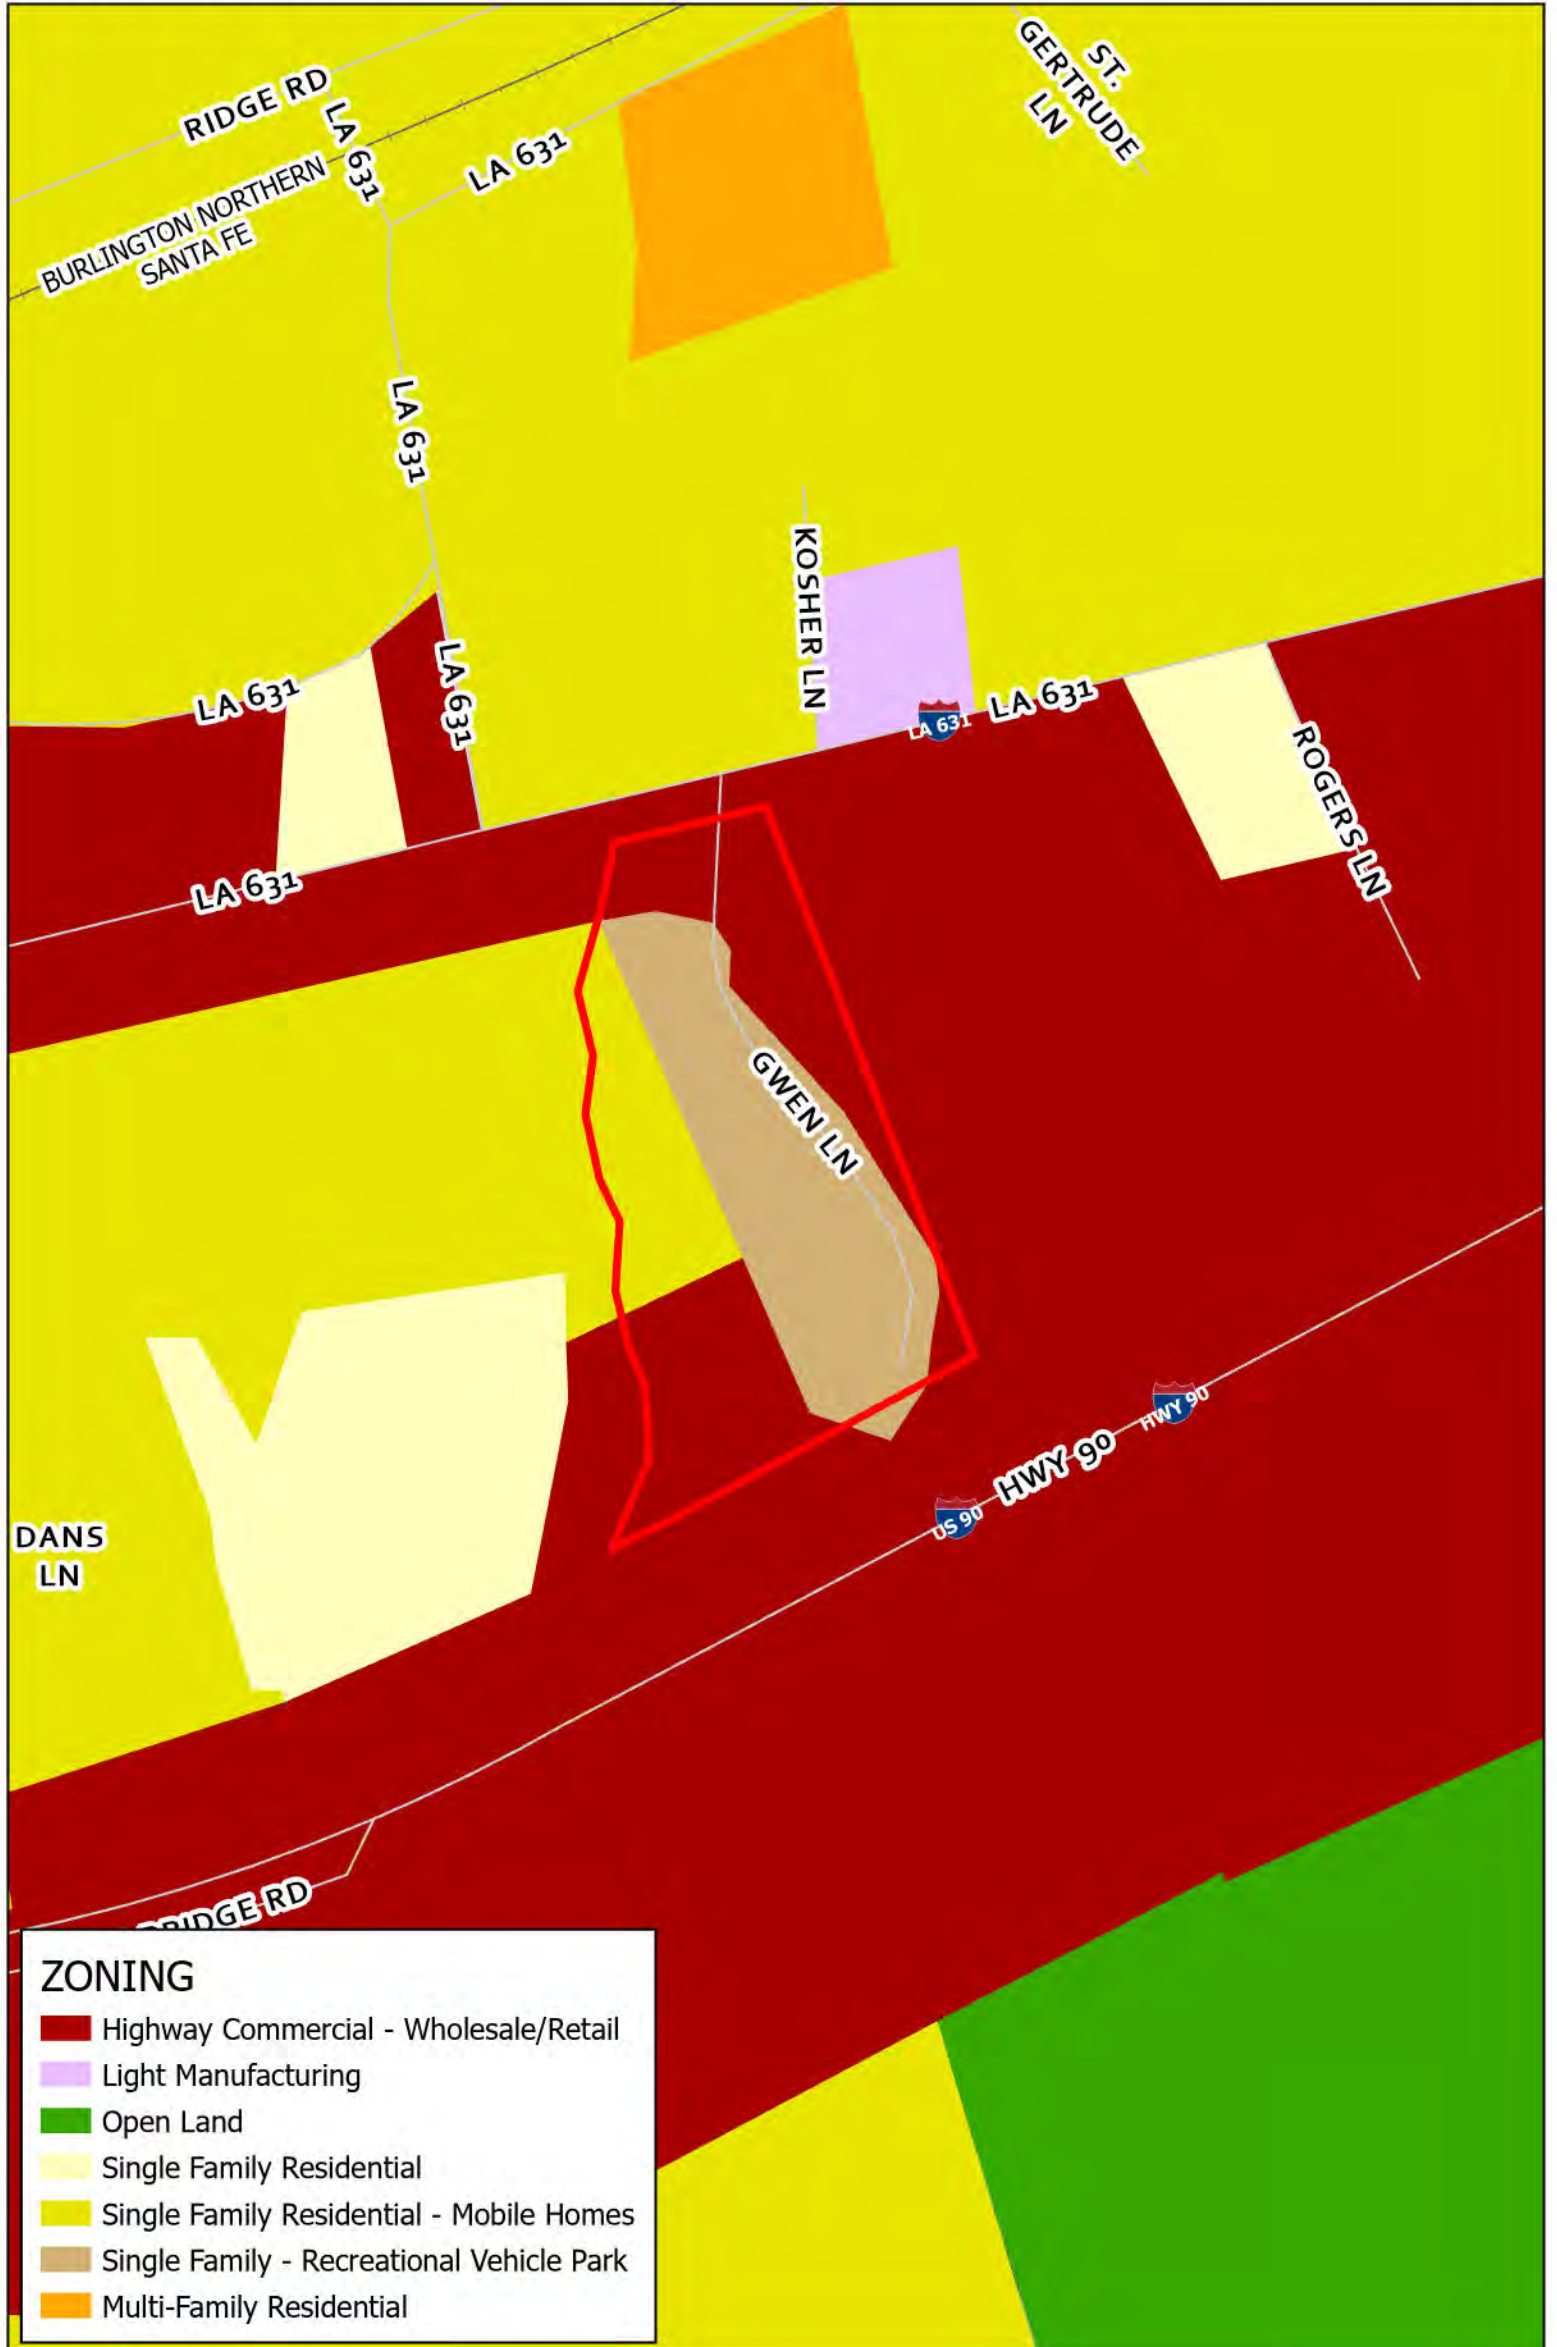 ST.
GERTRUDE
LN
RIDGE RD
LA 631
LA 631
BURLINGTON NORTHERN
SANTA FE
LA 631
KOSHER LN
LA 631
LA 631
LA 631
LA 631
ROGERS LN
LA 631
GWEN LN
HWY 90
HWY 90
US 90
DANS
LN
ZONING
Highway Commercial - Wholesale/Retail
Light Manufacturing
Open Land
Single Family Residential
Single Family Residential - Mobile Homes
Single Family - Recreational Vehicle Park
Multi-Family Residential